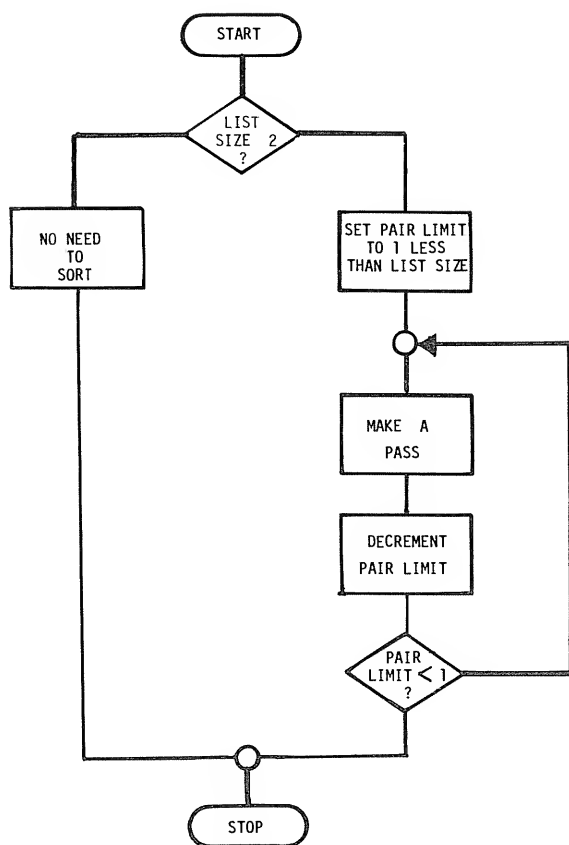 START
LIST
SIZE 2
?
NO NEED
TO
SORT
SET PAIR LIMIT
TO 1 LESS
THAN LIST SIZE
MAKE A
PASS
DECREMENT
PAIR LIMIT
PAIR
LIMIT < 1
?
STOP